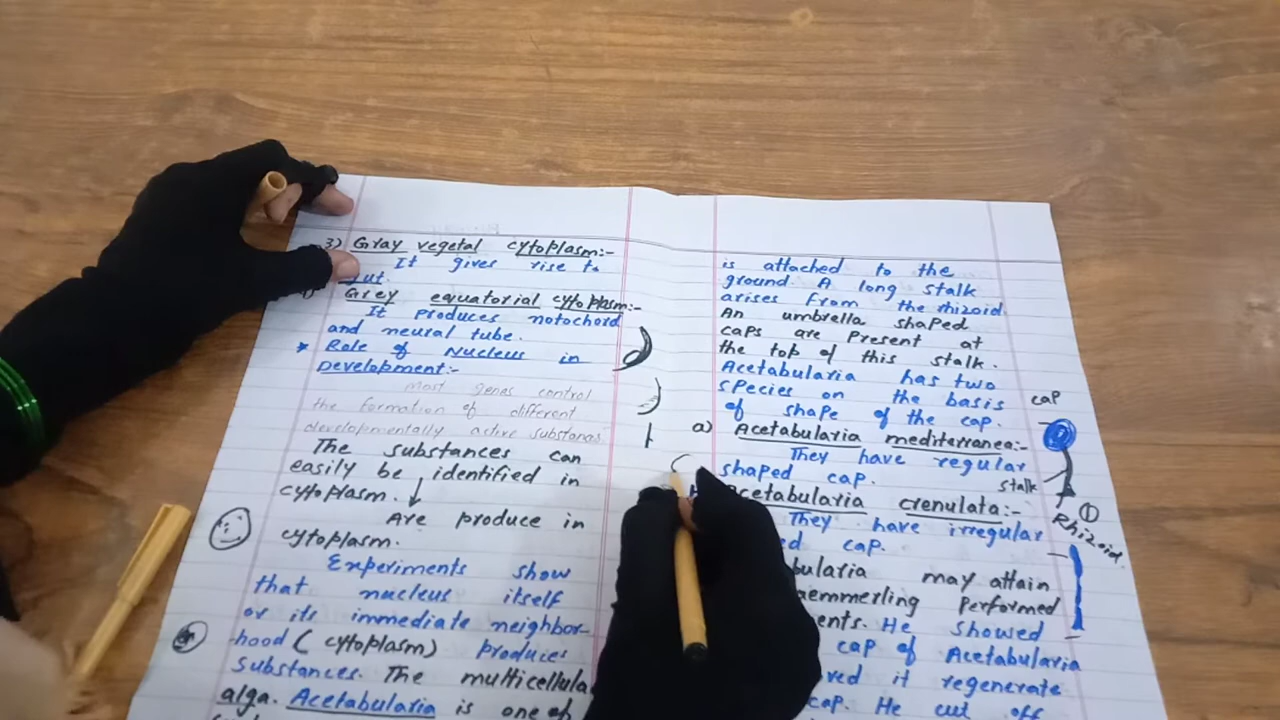 3) Gray vegetal cytoplasm:-
It gives rise to
gut.
Grey equatorial cytoplasm:-
It produces notochord
and neural tube.
* Role of Nucleus in
Development:-
Most genes control
the formation of different
developmentally active substances.
The substances can
easily be identified in
cytoplasm. ↓
Are produce in
cytoplasm.
Experiments show
that nucleus itself
or its immediate neighbor-
hood ( cytoplasm) produces
substances. The multicellula
alga. Acetabularia is one of
is attached to the
ground. A long stalk
arises from the rhizoid.
An umbrella shaped
caps are present at
the top of this stalk.
Acetabularia has two
species on the basis
of shape of the cap.
a) Acetabularia mediterranea:-
They have regular
shaped cap.
Acetabularia crenulata:-
They have irregular
ed cap.
bularia may attain
aemmerling performed
ents. He showed
cap of Acetabularia
ved it regenerate
cap. He cut off
cap
stalk
Rhizoid.
①